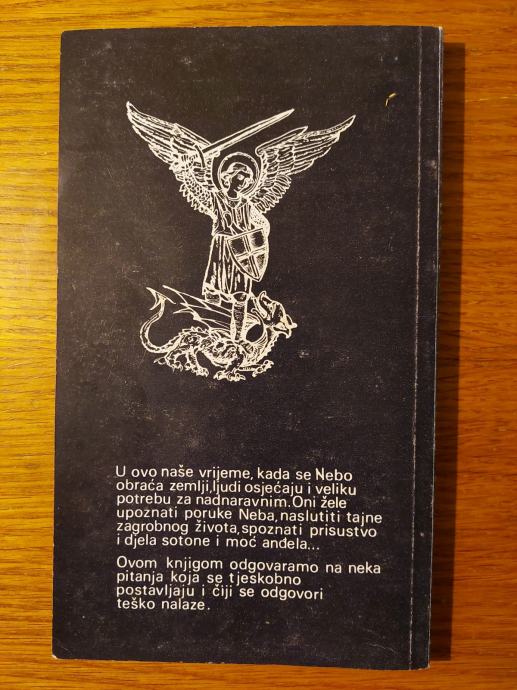 U ovo naše vrijeme, kada se Nebo
obraća zemlji,ljudi osjećaju i veliku
potrebu za nadnaravnim.Oni žele
upoznati poruke Neba,naslutiti tajne
zagrobnog života,spoznati prisustvo
i djela sotone i moć anđela...
Ovom knjigom odgovaramo na neka
pitanja koja se tjeskobno
postavljaju i čiji se odgovori
teško nalaze.